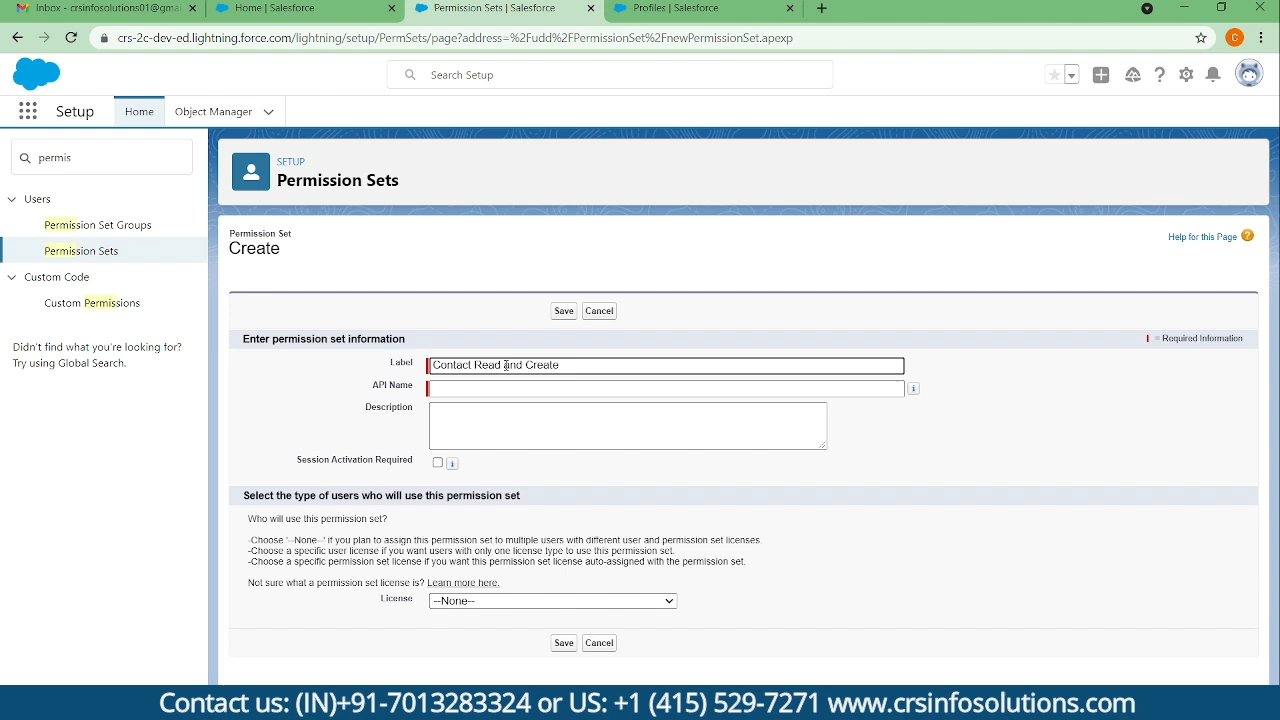 Inbox - crsinfosolutions01@gma
Home | Salesforce
Permission Sets | Salesforce
Profiles | Salesforce
crs-2c-dev-ed.lightning.force.com/lightning/setup/PermSets/page?address=%2Fudd%2FPermissionSet%2FnewPermissionSet.apexp
C
Search Setup
Setup
Home
Object Manager
permis
Users
Permission Set Groups
Permission Sets
Custom Code
Custom Permissions
Didn't find what you're looking for?
Try using Global Search.
SETUP
Permission Sets
Permission Set
Create
Help for this Page
Save Cancel
Enter permission set information
= Required Information
Label Contact Read and Create
API Name
Description
Session Activation Required
Select the type of users who will use this permission set
Who will use this permission set?
-Choose '--None--' if you plan to assign this permission set to multiple users with different user and permission set licenses.
-Choose a specific user license if you want users with only one license type to use this permission set.
-Choose a specific permission set license if you want this permission set license auto-assigned with the permission set.
Not sure what a permission set license is? Learn more here.
License --None--
Save Cancel
Contact us: (IN)+91-7013283324 or US: +1 (415) 529-7271 www.crsinfosolutions.com